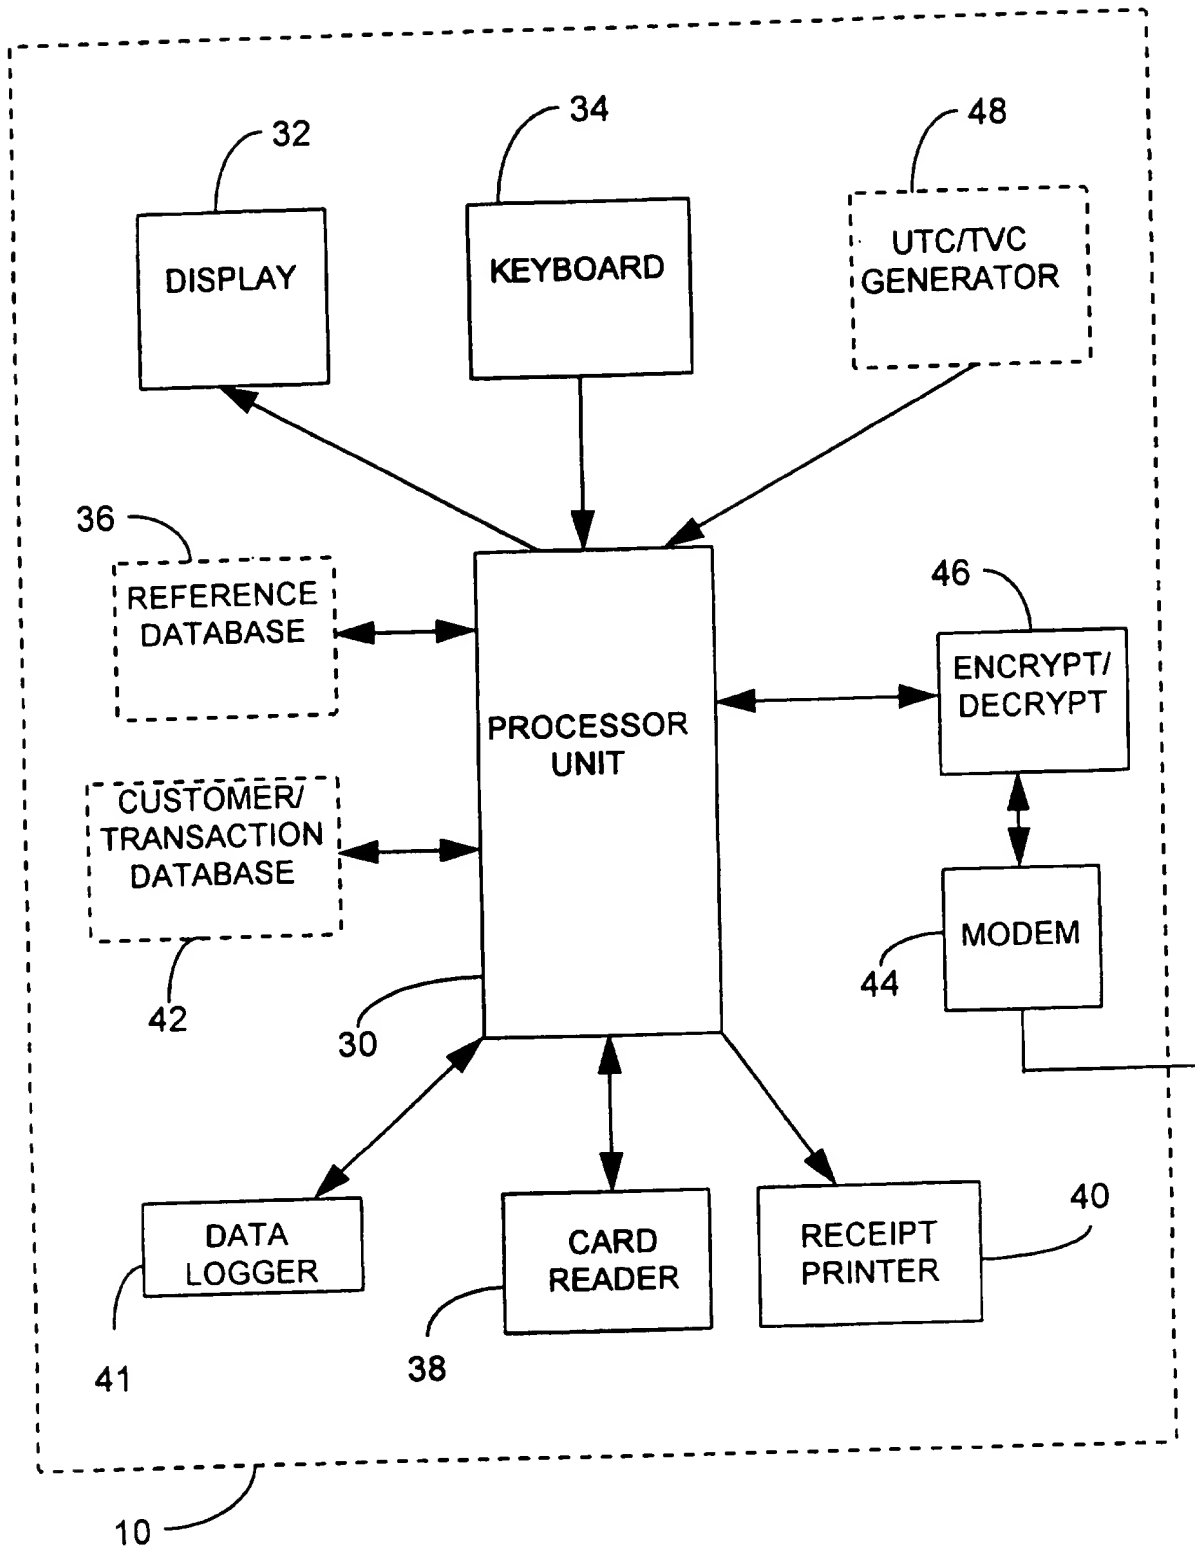 32
34
48
DISPLAY
KEYBOARD
UTC/TVC
GENERATOR
36
REFERENCE
DATABASE
46
ENCRYPT/
DECRYPT
PROCESSOR
UNIT
CUSTOMER/
TRANSACTION
DATABASE
MODEM
44
42
30
DATA
LOGGER
CARD
READER
RECEIPT
PRINTER
40
41
38
10